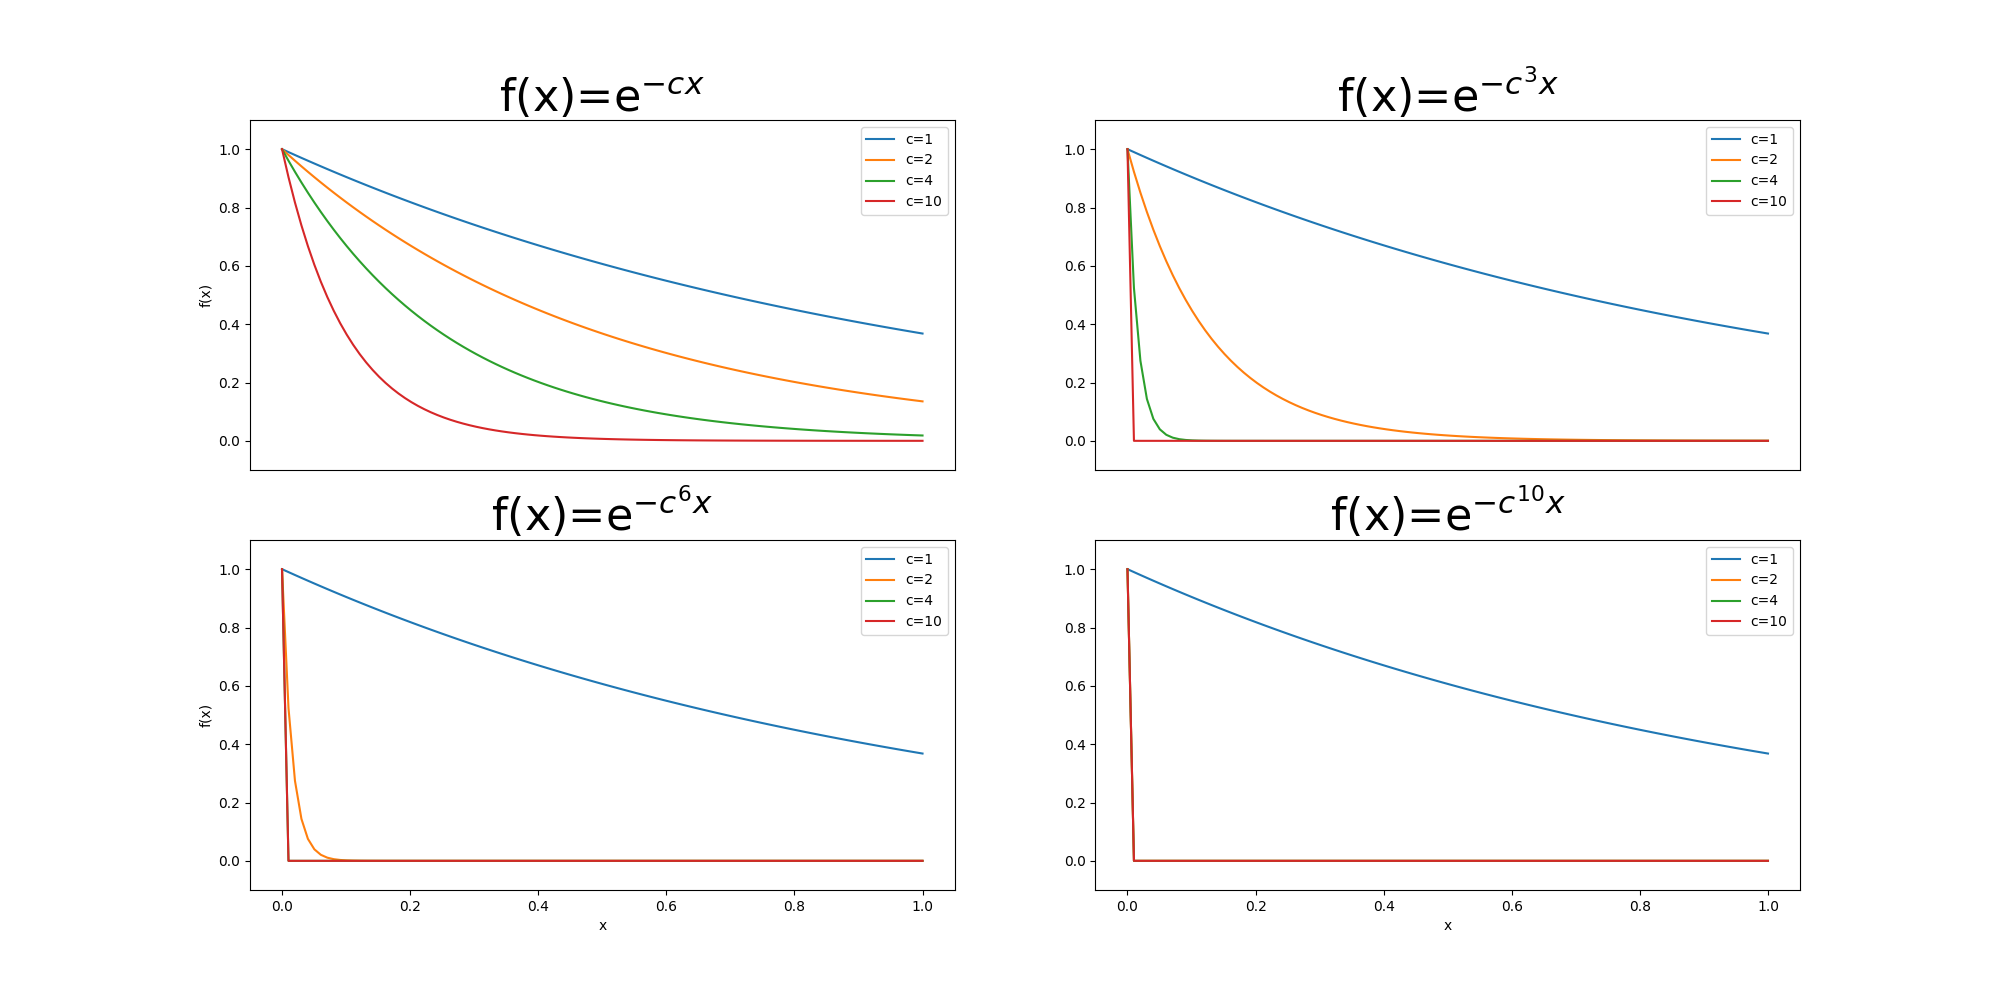 f(x)=e^{-cx}
f(x)=e^{-c^3x}
c=1
c=2
c=4
c=10
1.0
0.8
0.6
0.4
0.2
0.0
f(x)
c=1
c=2
c=4
c=10
1.0
0.8
0.6
0.4
0.2
0.0
f(x)=e^{-c^6x}
f(x)=e^{-c^{10}x}
c=1
c=2
c=4
c=10
1.0
0.8
0.6
0.4
0.2
0.0
f(x)
0.0 0.2 0.4 0.6 0.8 1.0
x
c=1
c=2
c=4
c=10
1.0
0.8
0.6
0.4
0.2
0.0
0.0 0.2 0.4 0.6 0.8 1.0
x